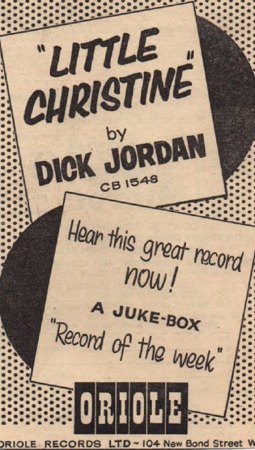 "LITTLE
CHRISTINE"
by
DICK JORDAN
CB 1548
Hear this great record
now!
A JUKE-BOX
"Record of the week"
ORIOLE
ORIOLE RECORDS LTD - 104 New Bond Street W